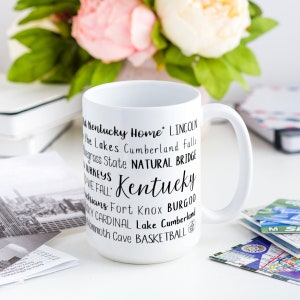 Kentucky Home" LINCOLN
The Lakes Cumberland Falls
grass State NATURAL BRIDGE
Kentucky
Fort Knox BURGOO
CARDINAL Lake Cumberland
mmoth Cave BASKETBALL